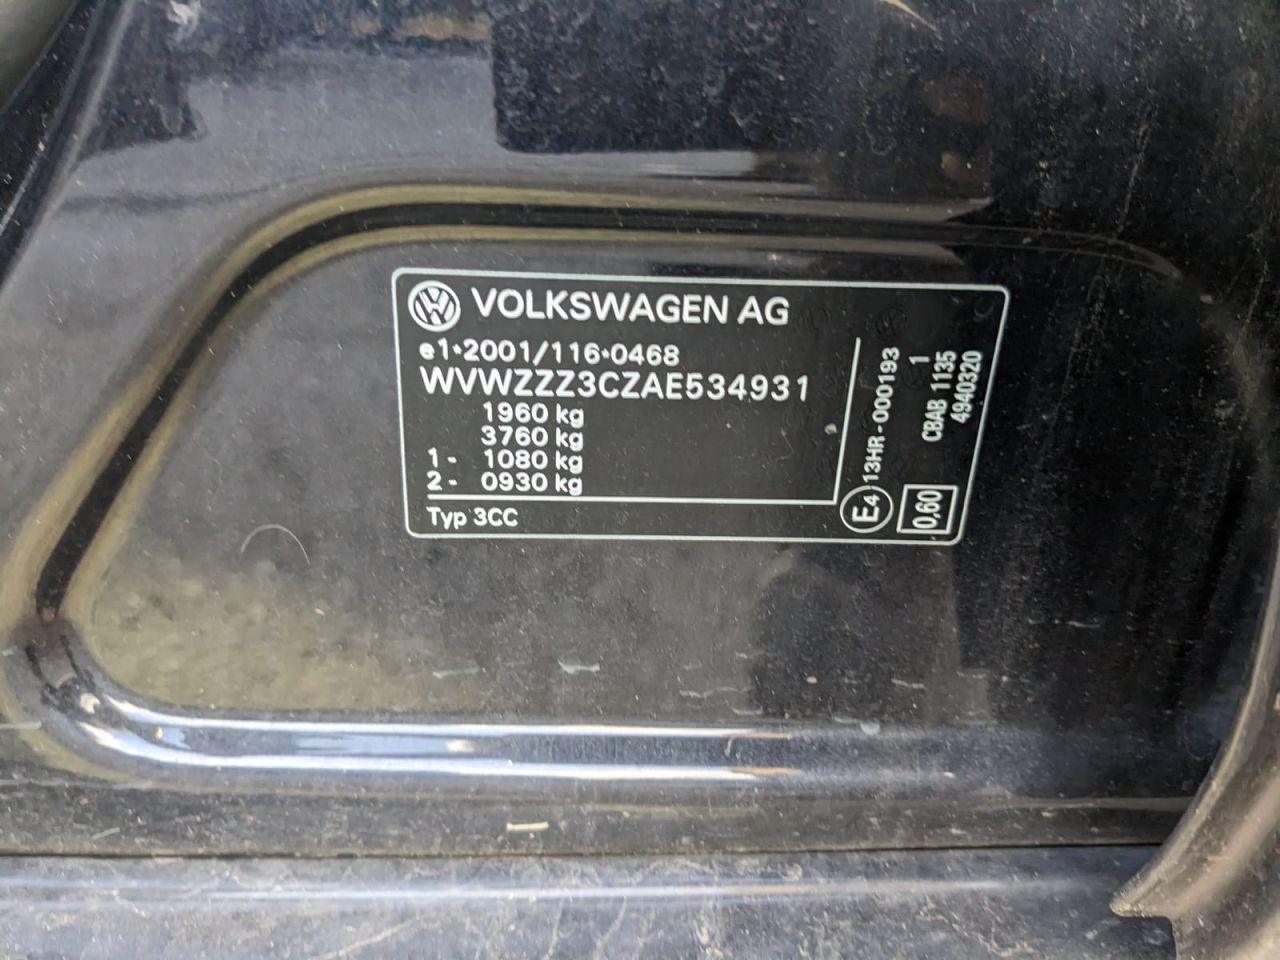 VOLKSWAGEN AG
e1*2001/116*0468
WVWZZZ3CZAE534931
1960 kg
3760 kg
1- 1080 kg
2- 0930 kg
Typ 3CC
E4 13HR-000193
1
CBAB 1135
4940320
0,60